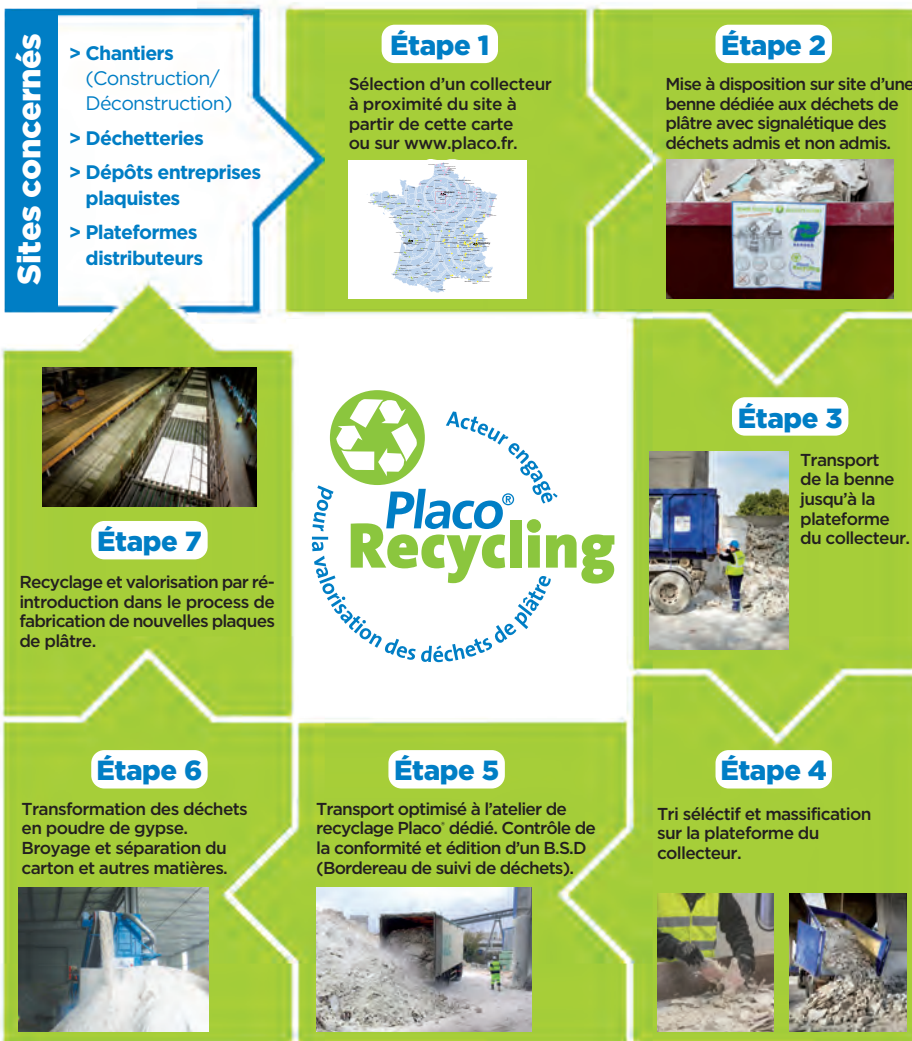 Sites concernés
> Chantiers
(Construction/
Déconstruction)
> Déchetteries
> Dépôts entreprises
plaquistes
> Plateformes
distributeurs
Étape 1
Sélection d’un collecteur
à proximité du site à
partir de cette carte
ou sur www.placo.fr.
Étape 2
Mise à disposition sur site d’une
benne dédiée aux déchets de
plâtre avec signalétique des
déchets admis et non admis.
Étape 3
Transport
de la benne
jusqu’à la
plateforme
du collecteur.
Étape 4
Tri séléctif et massification
sur la plateforme du
collecteur.
Étape 5
Transport optimisé à l’atelier de
recyclage Placo® dédié. Contrôle de
la conformité et édition d’un B.S.D
(Bordereau de suivi de déchets).
Étape 6
Transformation des déchets
en poudre de gypse.
Broyage et séparation du
carton et autres matières.
Étape 7
Recyclage et valorisation par ré-
introduction dans le process de
fabrication de nouvelles plaques
de plâtre.
Placo®
Recycling
Acteur engagé
pour la valorisation des déchets de plâtre